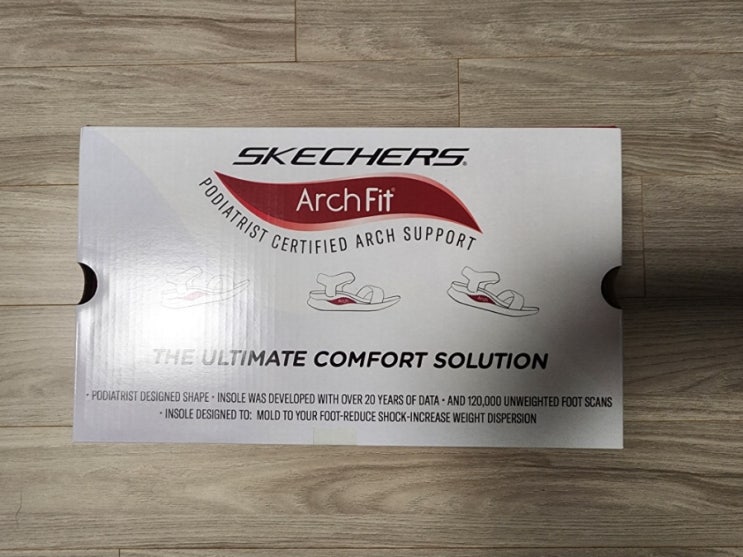 SKECHERS®
Arch Fit®
PODIATRIST CERTIFIED ARCH SUPPORT
THE ULTIMATE COMFORT SOLUTION
• PODIATRIST DESIGNED SHAPE • INSOLE WAS DEVELOPED WITH OVER 20 YEARS OF DATA • AND 120,000 UNWEIGHTED FOOT SCANS
• INSOLE DESIGNED TO: MOLD TO YOUR FOOT-REDUCE SHOCK-INCREASE WEIGHT DISPERSION